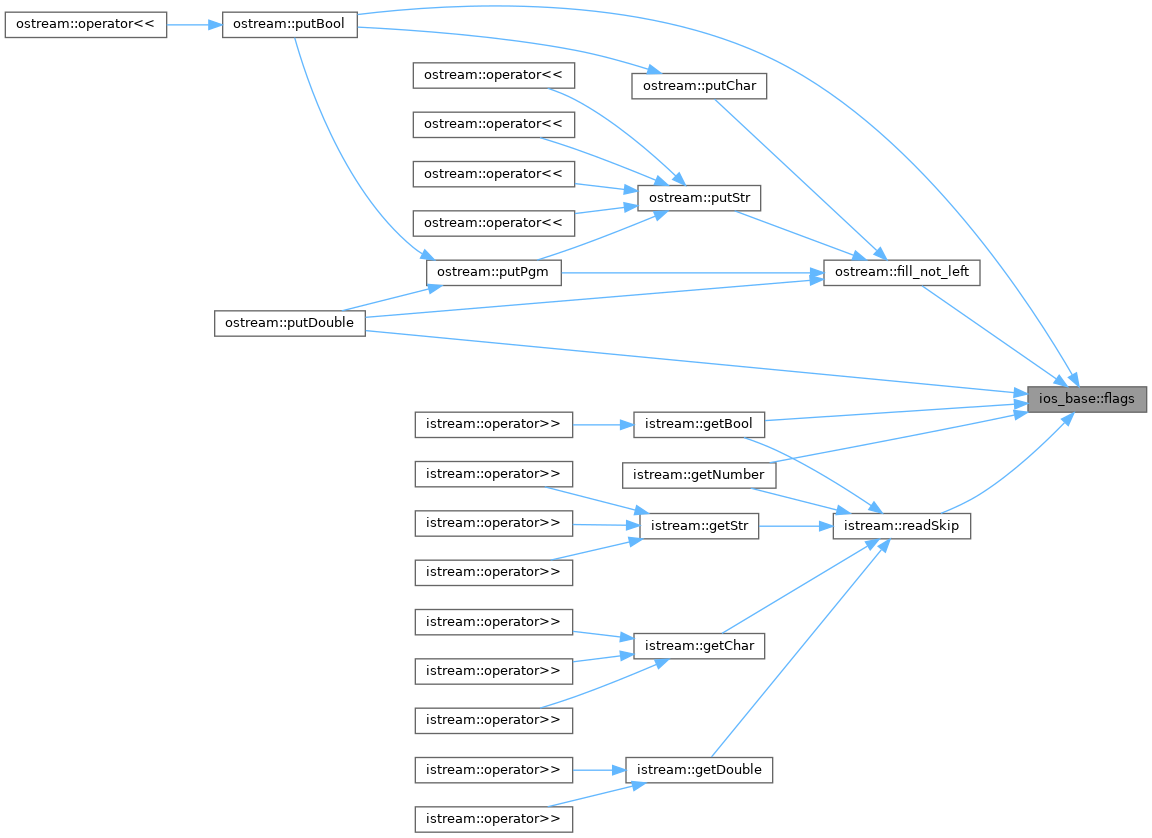 ostream::operator<<
ostream::putBool
ostream::operator<<
ostream::putChar
ostream::operator<<
ostream::operator<<
ostream::putStr
ostream::operator<<
ostream::putPgm
ostream::fill_not_left
ostream::putDouble
ios_base::flags
istream::operator>>
istream::getBool
istream::operator>>
istream::getNumber
istream::operator>>
istream::getStr
istream::readSkip
istream::operator>>
istream::operator>>
istream::getChar
istream::operator>>
istream::operator>>
istream::operator>>
istream::getDouble
istream::operator>>